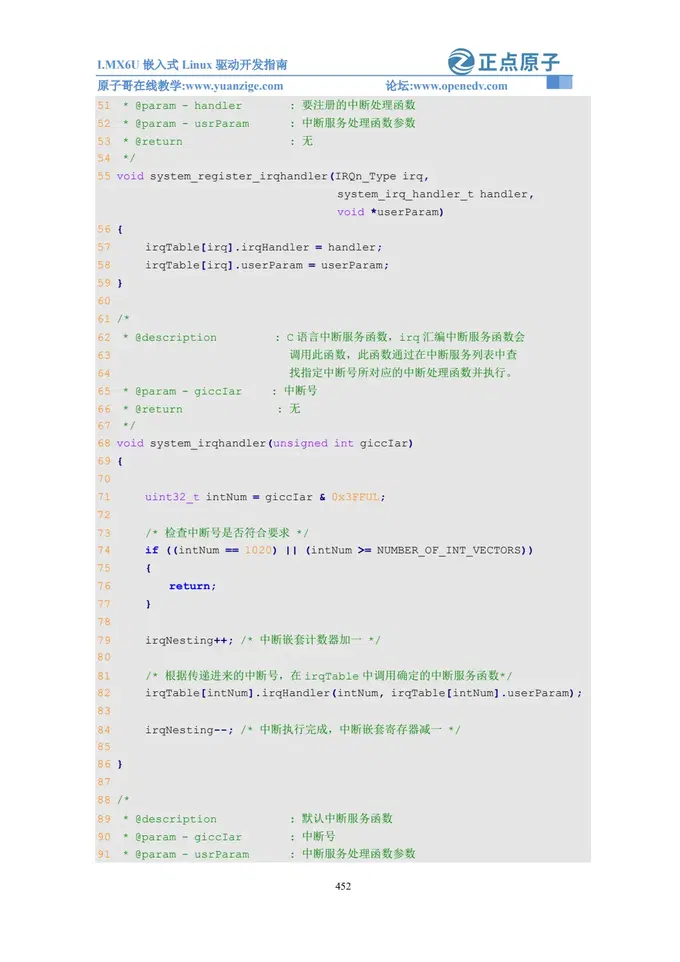 I.MX6U 嵌入式 Linux 驱动开发指南
正点原子
原子哥在线教学:www.yuanzige.com 论坛:www.openedv.com
51 * @param - handler : 要注册的中断处理函数
52 * @param - usrParam : 中断服务处理函数参数
53 * @return : 无
54 */
55 void system_register_irqhandler(IRQn_Type irq,
system_irq_handler_t handler,
void *userParam)
56 {
57 irqTable[irq].irqHandler = handler;
58 irqTable[irq].userParam = userParam;
59 }
60
61 /*
62 * @description : C 语言中断服务函数，irq 汇编中断服务函数会
63 调用此函数，此函数通过在中断服务列表中查
64 找指定中断号所对应的中断处理函数并执行。
65 * @param - giccIar : 中断号
66 * @return : 无
67 */
68 void system_irqhandler(unsigned int giccIar)
69 {
70
71 uint32_t intNum = giccIar & 0x3FFUL;
72
73 /* 检查中断号是否符合要求 */
74 if ((intNum == 1020) || (intNum >= NUMBER_OF_INT_VECTORS))
75 {
76 return;
77 }
78
79 irqNesting++; /* 中断嵌套计数器加一 */
80
81 /* 根据传递进来的中断号，在 irqTable 中调用确定的中断服务函数*/
82 irqTable[intNum].irqHandler(intNum, irqTable[intNum].userParam);
83
84 irqNesting--; /* 中断执行完成，中断嵌套寄存器减一 */
85
86 }
87
88 /*
89 * @description : 默认中断服务函数
90 * @param - giccIar : 中断号
91 * @param - usrParam : 中断服务处理函数参数
452